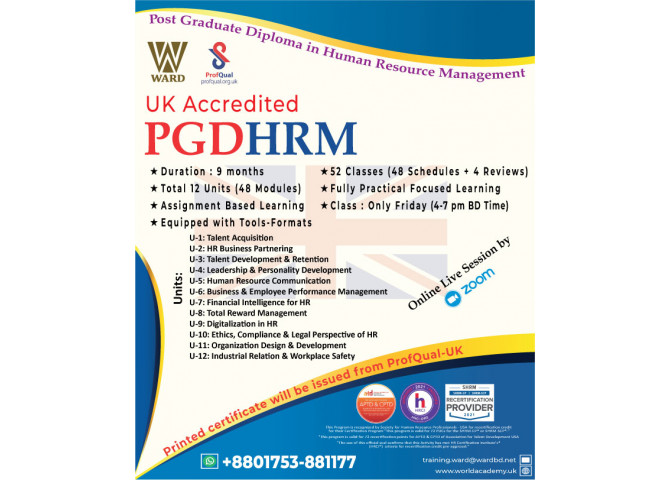 Post Graduate Diploma in Human Resource Management
WARD
ProfQual
profqual.org.uk
UK Accredited
PGDHRM
★ Duration : 9 months
★ 52 Classes (48 Schedules + 4 Reviews)
★ Total 12 Units (48 Modules)
★ Fully Practical Focused Learning
★ Assignment Based Learning
★ Class : Only Friday (4-7 pm BD Time)
★ Equipped with Tools-Formats
Units:
U-1: Talent Acquisition
U-2: HR Business Partnering
U-3: Talent Development & Retention
U-4: Leadership & Personality Development
U-5: Human Resource Communication
U-6: Business & Employee Performance Management
U-7: Financial Intelligence for HR
U-8: Total Reward Management
U-9: Digitalization in HR
U-10: Ethics, Compliance & Legal Perspective of HR
U-11: Organization Design & Development
U-12: Industrial Relation & Workplace Safety
Online Live Session by
zoom
Printed certificate will be issued from ProfQual-UK
atd
APTD & CPTD
2021
h
HRCI
SHRM
RECERTIFICATION
PROVIDER
2021
+8801753-881177
training.ward@wardbd.net
www.worldacademy.uk